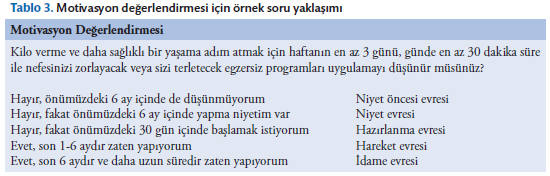 Tablo 3. Motivasyon değerlendirmesi için örnek soru yaklaşımı
Motivasyon Değerlendirmesi
Kilo verme ve daha sağlıklı bir yaşama adım atmak için haftanın en az 3 günü, günde en az 30 dakika süre
ile nefesinizi zorlayacak veya sizi terletecek egzersiz programları uygulamayı düşünür müsünüz?
Hayır, önümüzdeki 6 ay içinde de düşünmüyorum Niyet öncesi evresi
Hayır, fakat önümüzdeki 6 ay içinde yapma niyetim var Niyet evresi
Hayır, fakat önümüzdeki 30 gün içinde başlamak istiyorum Hazırlanma evresi
Evet, son 1-6 aydır zaten yapıyorum Hareket evresi
Evet, son 6 aydır ve daha uzun süredir zaten yapıyorum İdame evresi